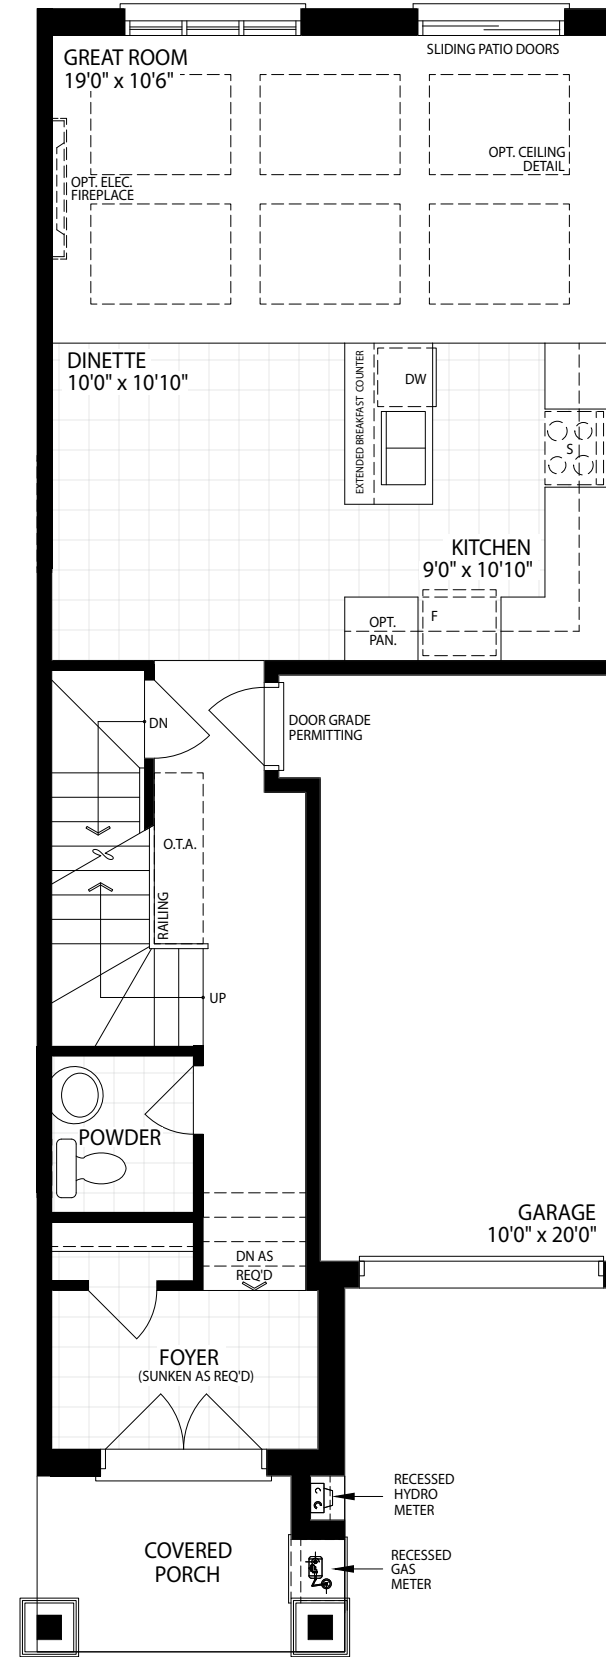 GREAT ROOM
19'0" x 10'6"
SLIDING PATIO DOORS
OPT. CEILING
DETAIL
OPT. ELEC.
FIREPLACE
DINETTE
10'0" x 10'10"
EXTENDED BREAKFAST COUNTER
DW
S
KITCHEN
9'0" x 10'10"
OPT.
PAN.
F
DN
DOOR GRADE
PERMITTING
O.T.A.
RAILING
UP
POWDER
GARAGE
10'0" x 20'0"
DN AS
REQ'D
FOYER
(SUNKEN AS REQ'D)
RECESSED
HYDRO
METER
COVERED
PORCH
RECESSED
GAS
METER